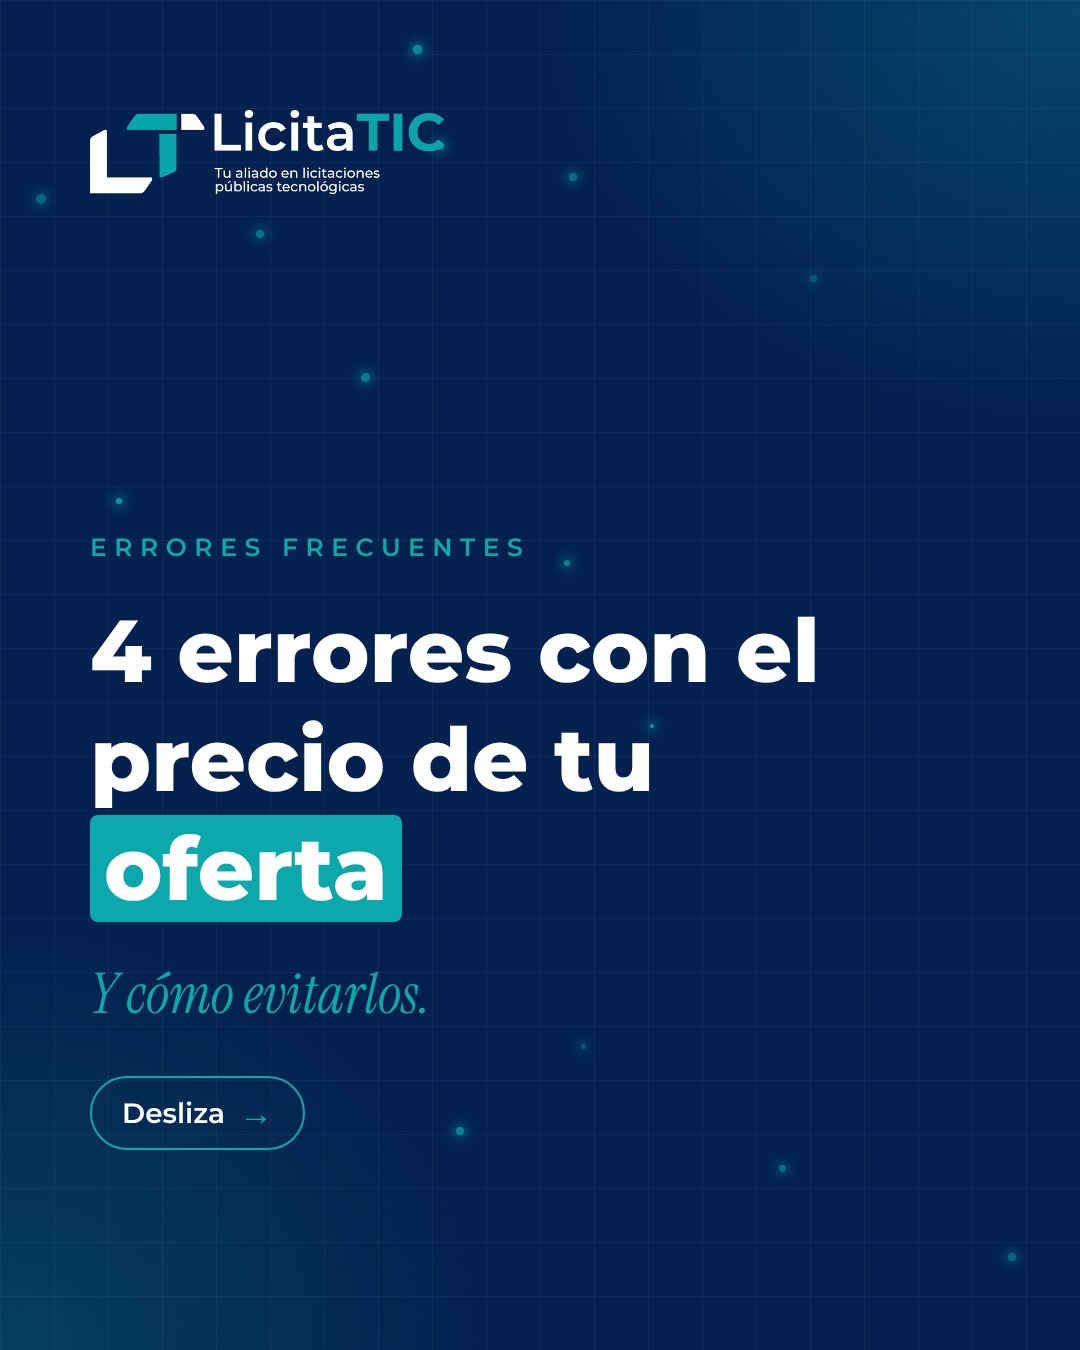 LicitaTIC
Tu aliado en licitaciones
públicas tecnológicas
ERRORES FRECUENTES
4 errores con el
precio de tu
oferta
Y cómo evitarlos.
Desliza →